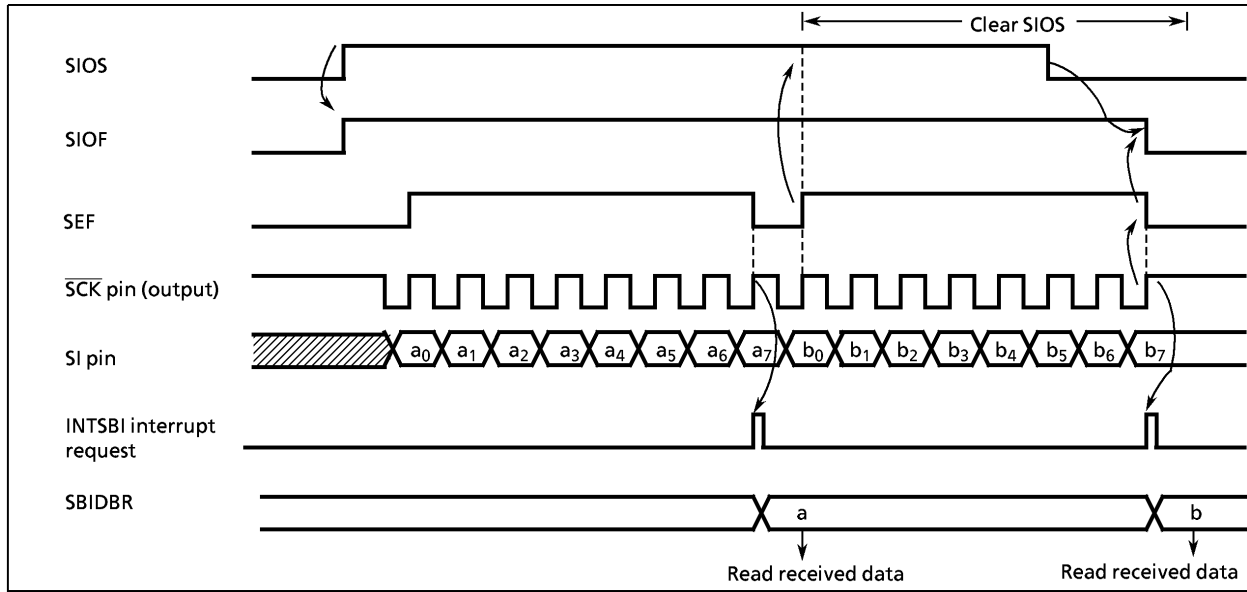 Clear SIOS
SIOS
SIOF
SEF
SCK pin (output)
SI pin
a0 a1 a2 a3 a4 a5 a6 a7 b0 b1 b2 b3 b4 b5 b6 b7
INTSBI interrupt
request
SBIDBR
a b
Read received data Read received data